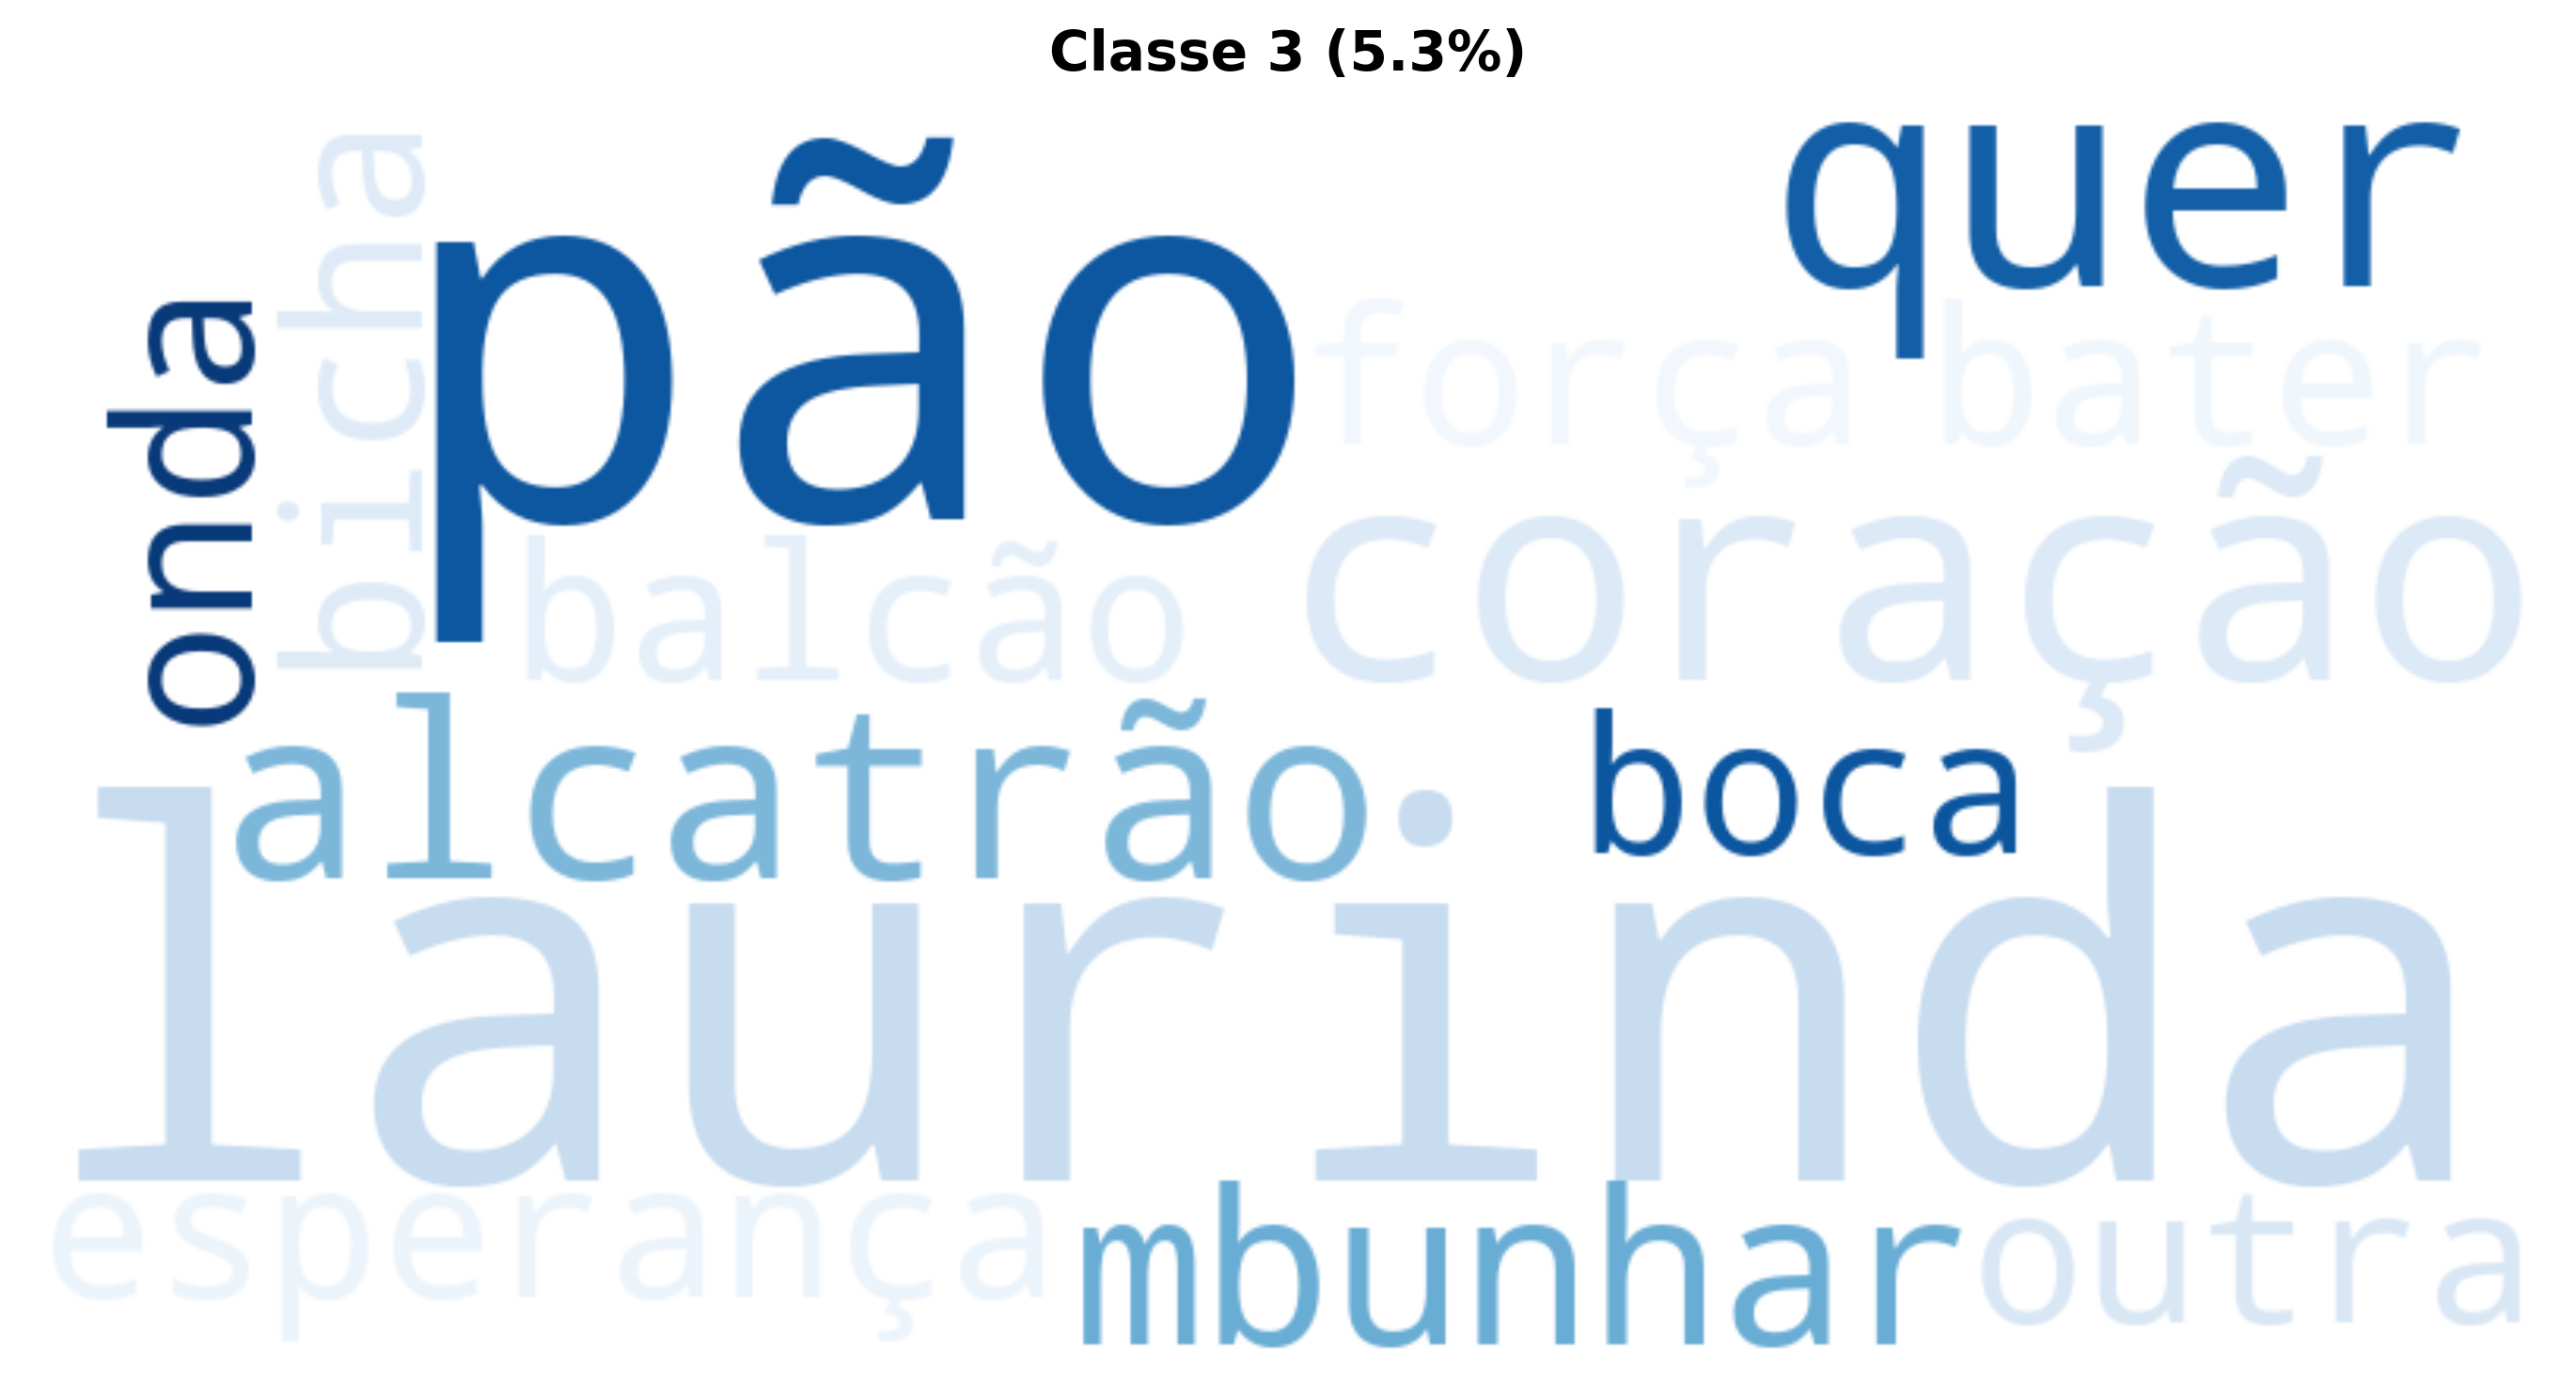 Classe 3 (5.3%)
quer
bicha
pão
onda
força
bater
balcão
coração
alcatrão
boca
laurinda
esperança
mbunhar
outra